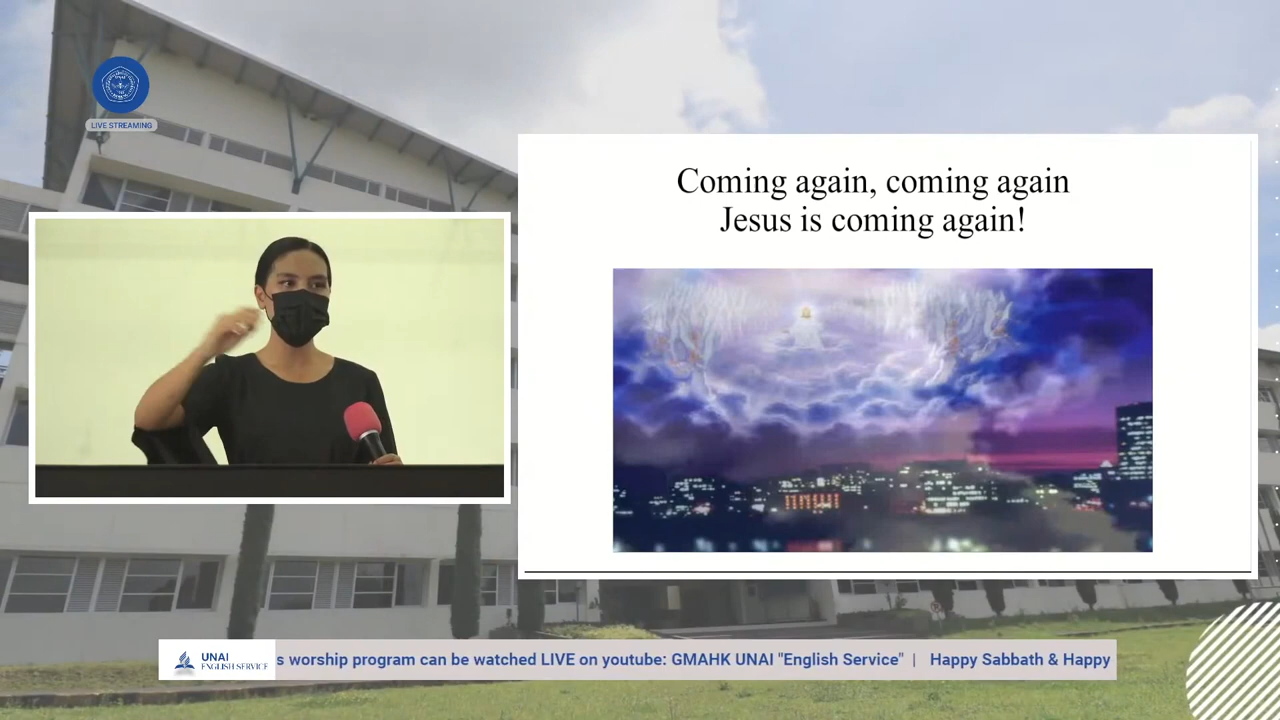 LIVE STREAMING
Coming again, coming again
Jesus is coming again!
UNAI
ENGLISH SERVICE
s worship program can be watched LIVE on youtube: GMAHK UNAI "English Service" | Happy Sabbath & Happy